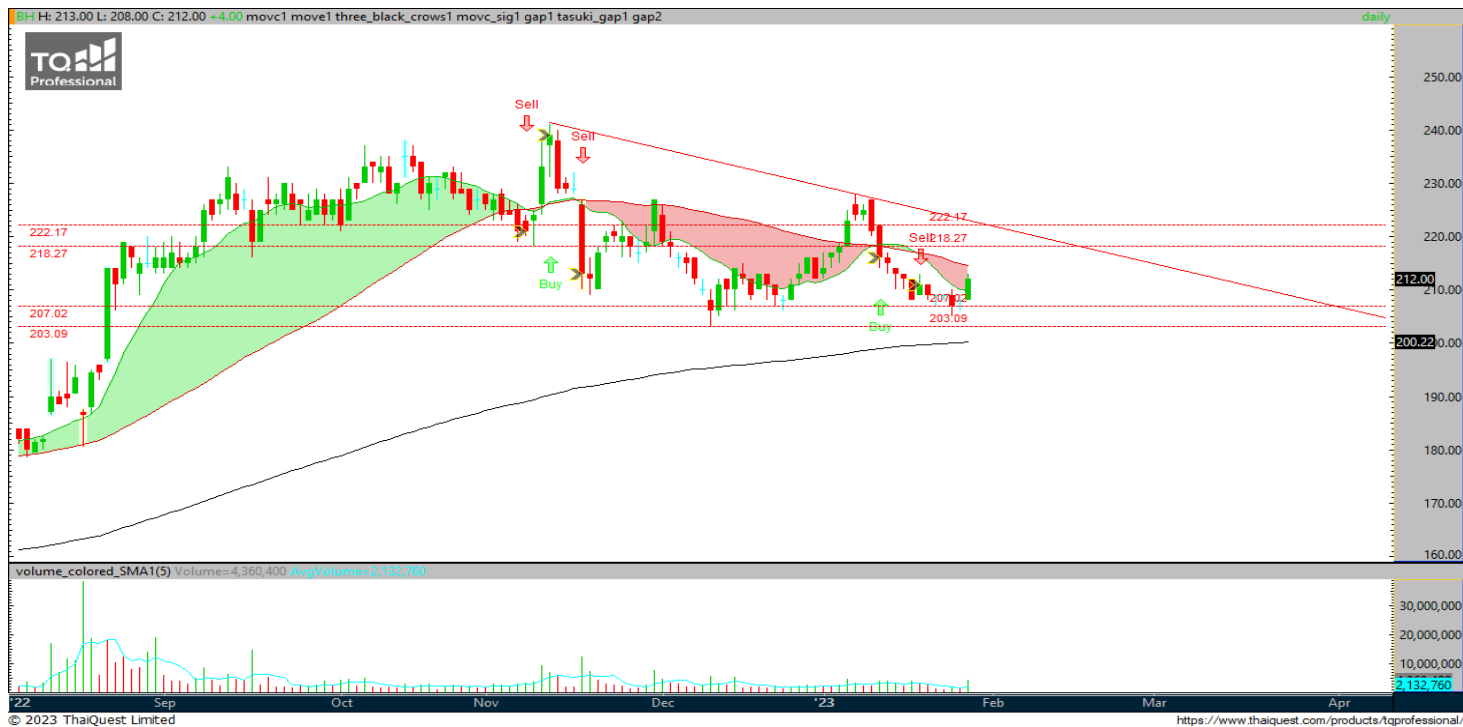 BH H: 213.00 L: 208.00 C: 212.00 +4.00 movc1 move1 three_black_crows1 movc_sig1 gap1 tasuki_gap1 gap2 daily
TQ
Professional
250.00
240.00
230.00
220.00
212.00
210.00
200.22
190.00
180.00
170.00
160.00
Sell
Sell
Buy
222.17
218.27
207.02
203.09
222.17
Sell
218.27
207.02
203.09
Buy
volume_colored_SMA1(5) Volume=4,360,400 AvgVolume=2,132,760
30,000,000
20,000,000
10,000,000
2,132,760
'22 Sep Oct Nov Dec '23 Feb Mar Apr
© 2023 ThaiQuest Limited https://www.thaiquest.com/products/tqprofessional/